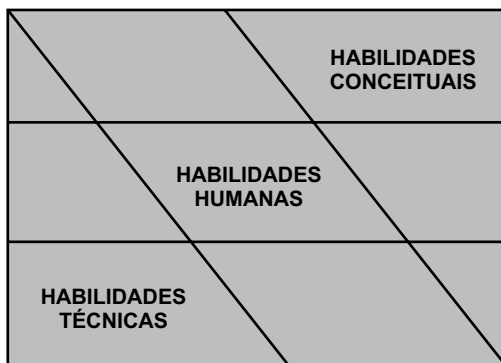 HABILIDADES
CONCEITUAIS
HABILIDADES
HUMANAS
HABILIDADES
TÉCNICAS